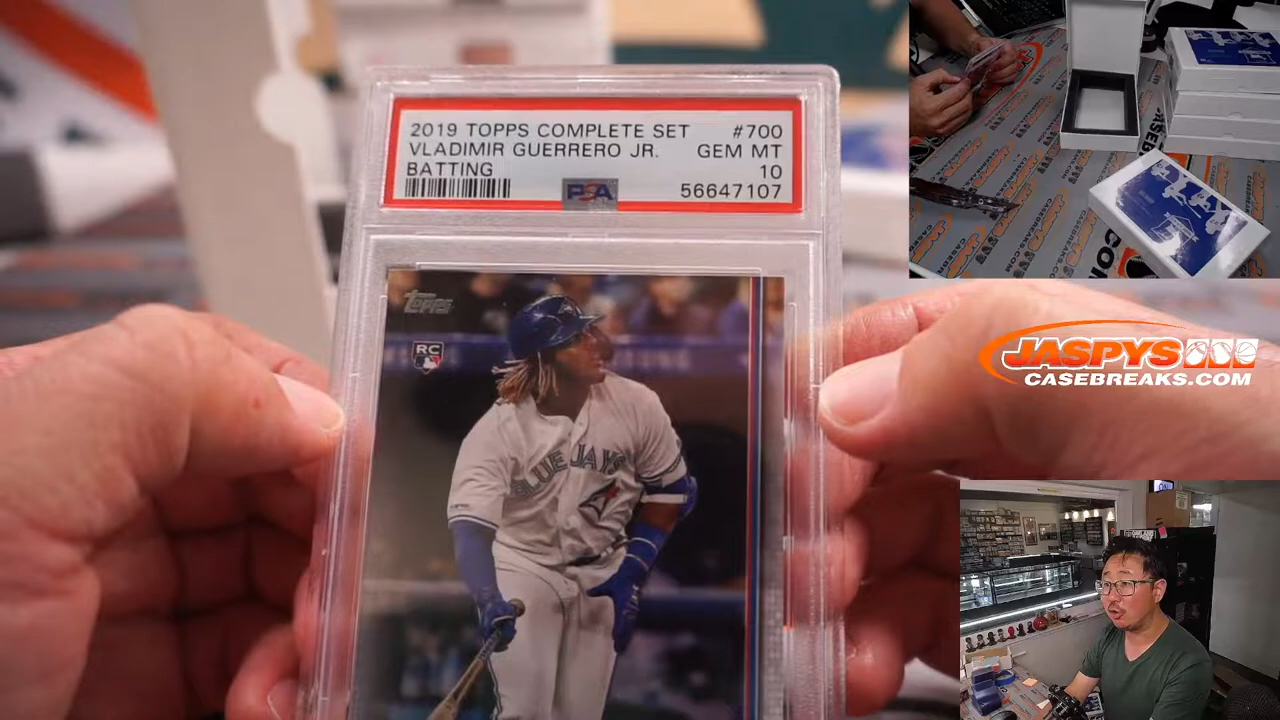 2019 TOPPS COMPLETE SET #700
VLADIMIR GUERRERO JR. GEM MT
BATTING 10
PSA 56647107
Topps
RC
BLUE JAYS
JASPYS
CASEBREAKS.COM